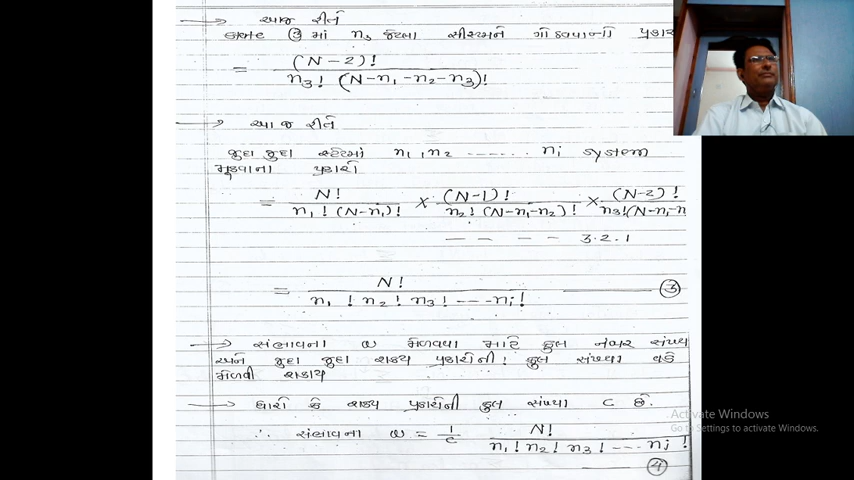 → આજ રીતે
(3) માં n₃ જેટલા સીસ્ટમને ગોઠવવાના પ્રકાર
= (N-2)! / n₃! (N-n₁-n₂-n₃)!
→ આ જ રીતે
જુદા જુદા સ્ટેટમાં n₁, n₂ ------ nᵢ system
મૂકવાના પ્રકારો
= N! / n₁! (N-n₁)! × (N-1)! / n₂! (N-n₁-n₂)! × (N-2)! / n₃! (N-n₁-n
— — – – 3.2.1
= N! / n₁! n₂! n₃! ---- nᵢ! —— (3)
→ સંભાવના ω મેળવવા માટે કુલ નંબર સંખ્યા
અને જુદા જુદા શક્ય પ્રકારોની કુલ સંખ્યા વડે
મેળવી શકાય
→ ધારો કે શક્ય પ્રકારોની કુલ સંખ્યા C છે.
∴ સંભાવના ω = 1/C N! / n₁! n₂! n₃! ---- nᵢ!
— (4)
Activate Windows
Go to Settings to activate Windows.